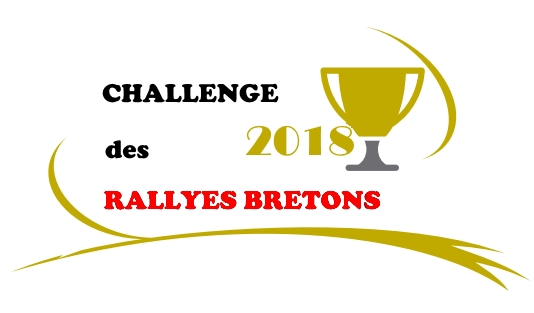 CHALLENGE
2018
des
RALLYES BRETONS